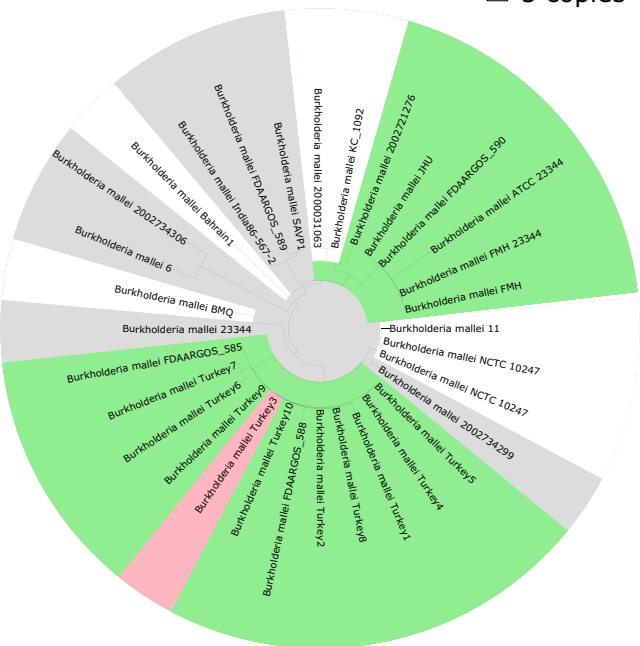 3 copies
Burkholderia mallei 2000031063
Burkholderia mallei KC_1092
Burkholderia mallei 2002721276
Burkholderia mallei JHU
Burkholderia mallei FDAARGOS_590
Burkholderia mallei ATCC 23344
Burkholderia mallei FMH 23344
Burkholderia mallei FMH
Burkholderia mallei 11
Burkholderia mallei NCTC 10247
Burkholderia mallei NCTC 10247
Burkholderia mallei 2002734299
Burkholderia mallei Turkey5
Burkholderia mallei Turkey4
Burkholderia mallei Turkey1
Burkholderia mallei Turkey8
Burkholderia mallei Turkey2
Burkholderia mallei FDAARGOS_588
Burkholderia mallei Turkey10
Burkholderia mallei Turkey3
Burkholderia mallei Turkey9
Burkholderia mallei Turkey6
Burkholderia mallei Turkey7
Burkholderia mallei FDAARGOS_585
Burkholderia mallei 23344
Burkholderia mallei BMQ
Burkholderia mallei 6
Burkholderia mallei 2002734306
Burkholderia mallei Bahrain1
Burkholderia mallei India86-567-2
Burkholderia mallei FDAARGOS_589
Burkholderia mallei SAVP1